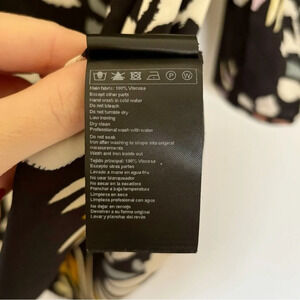 P W
Main fabric: 100% Viscose
Except other parts
Hand wash in cold water
Do not bleach
Do not tumble dry
Low ironing
Dry clean
Professional wash with water
Do not soak
Iron after washing to shape into original
measurements
Wash and iron inside out
Tejido principal: 100% Viscosa
Excepto otras partes
Lavado a mano en agua fria
No usar blanqueador
No secar en la secadora
Planchar a baja temperatura
Limpieza en seco
Limpieza profesional con agua
No dejar en remojo
Devolver a su forma original
Lavar y planchar del revés